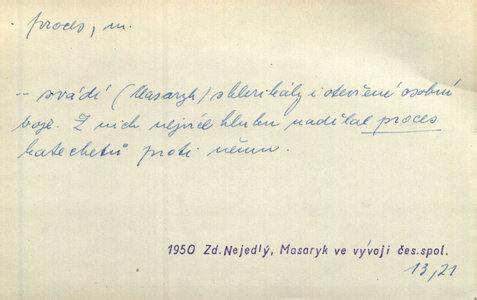 proces, m.
-- svádí (Masaryk) s klerikály i otevřené osobní
boje. Z nich nejvíce hluku nadělal proces
katechetů proti němu.
1950 Zd. Nejedlý, Masaryk ve vývoji čes. spol.
13,21